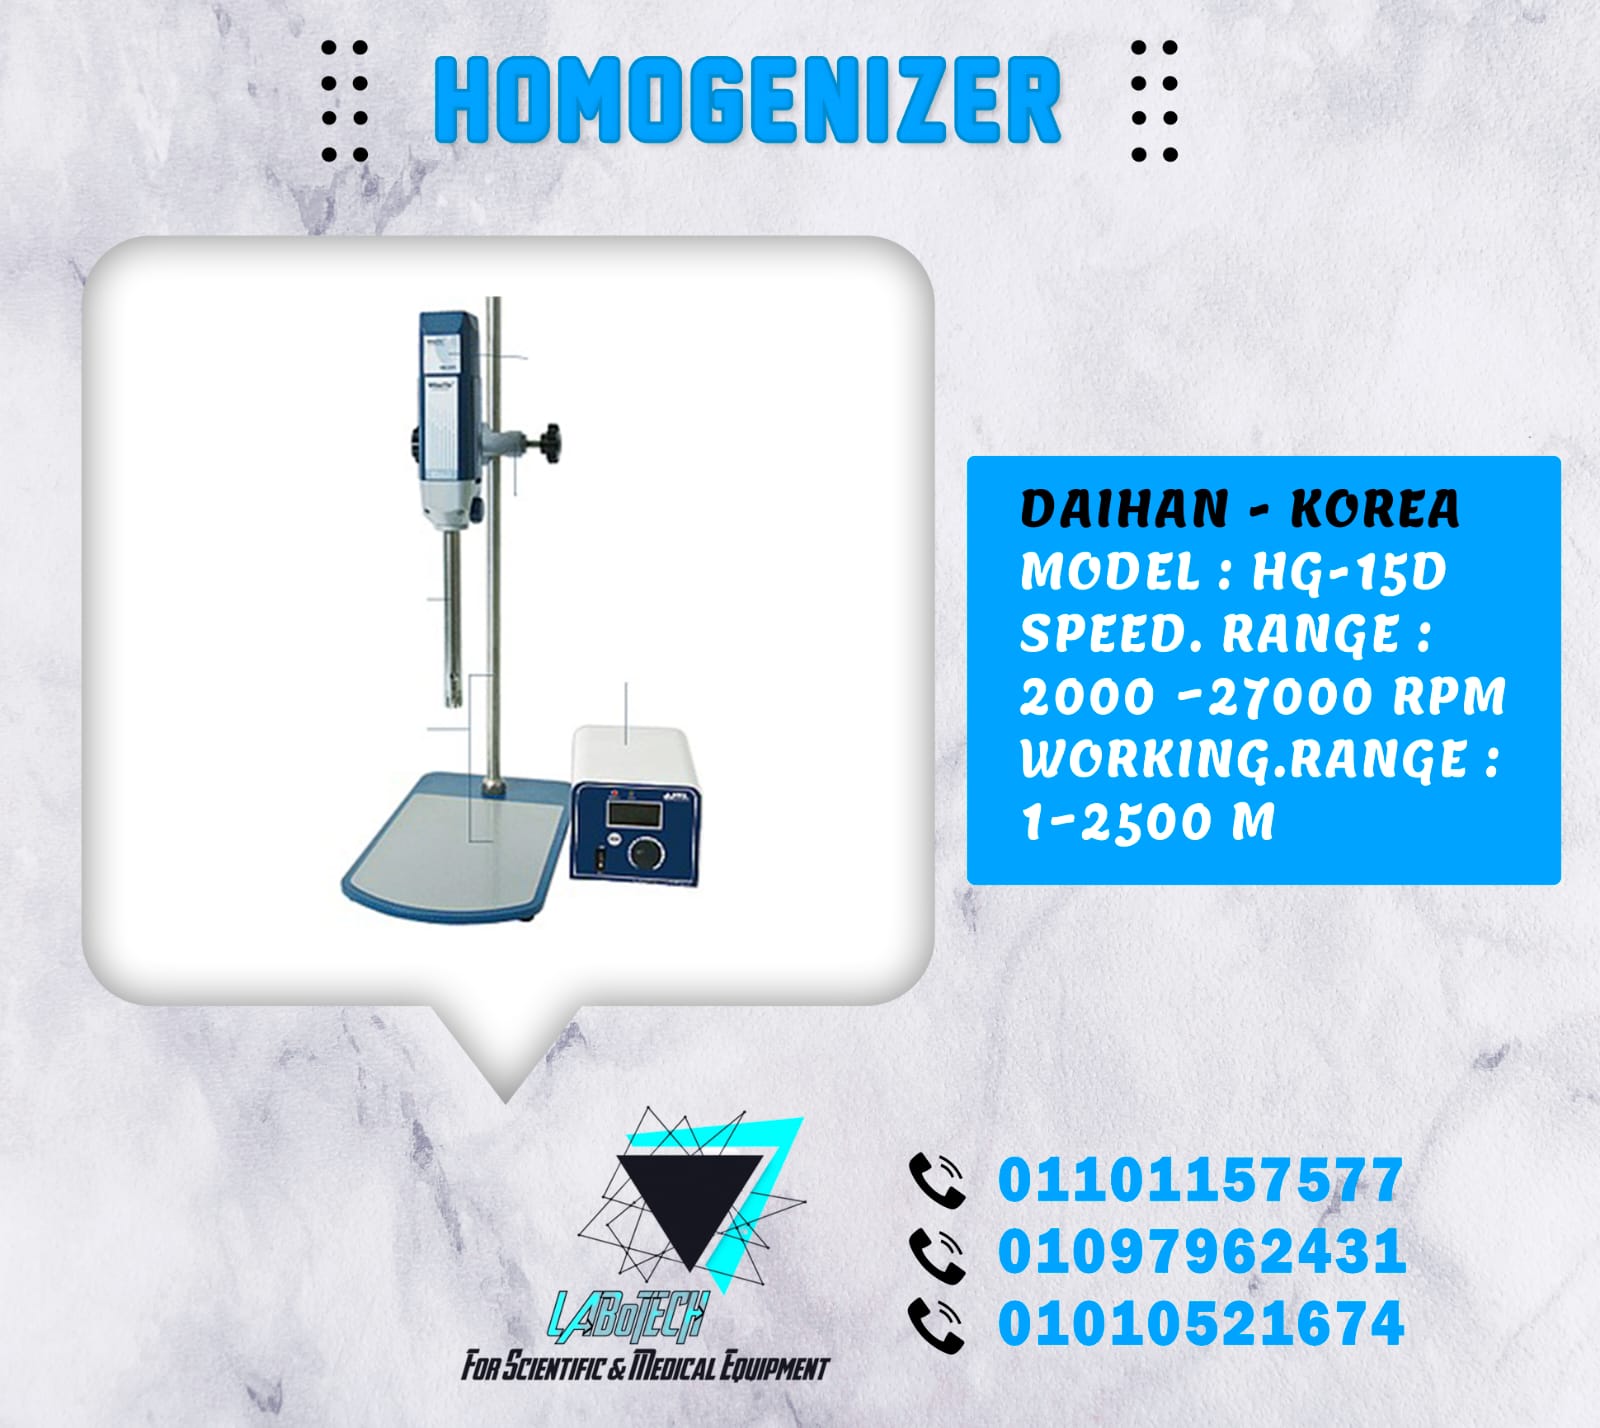 HOMOGENIZER
DAIHAN - KOREA
MODEL : HG-15D
SPEED. RANGE :
2000 -27000 RPM
WORKING.RANGE :
1-2500 M
01101157577
01097962431
01010521674
LABOTECH
FOR SCIENTIFIC & MEDICAL EQUIPMENT